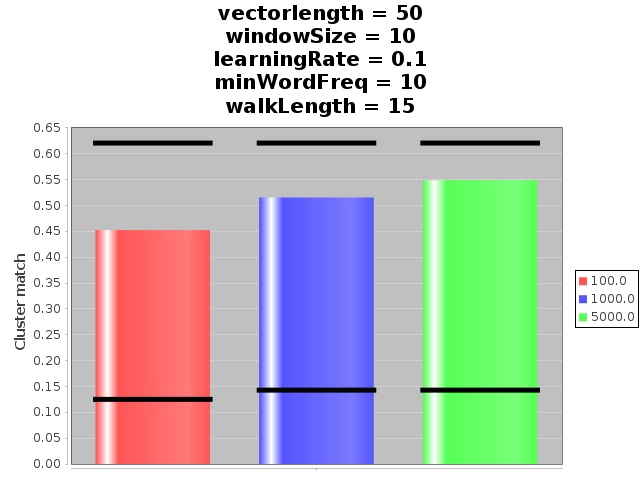 vectorlength = 50
windowSize = 10
learningRate = 0.1
minWordFreq = 10
walkLength = 15
0.65
0.60
0.55
0.50
0.45
0.40
0.35
0.30
0.25
0.20
0.15
0.10
0.05
0.00
Cluster match
100.0
1000.0
5000.0